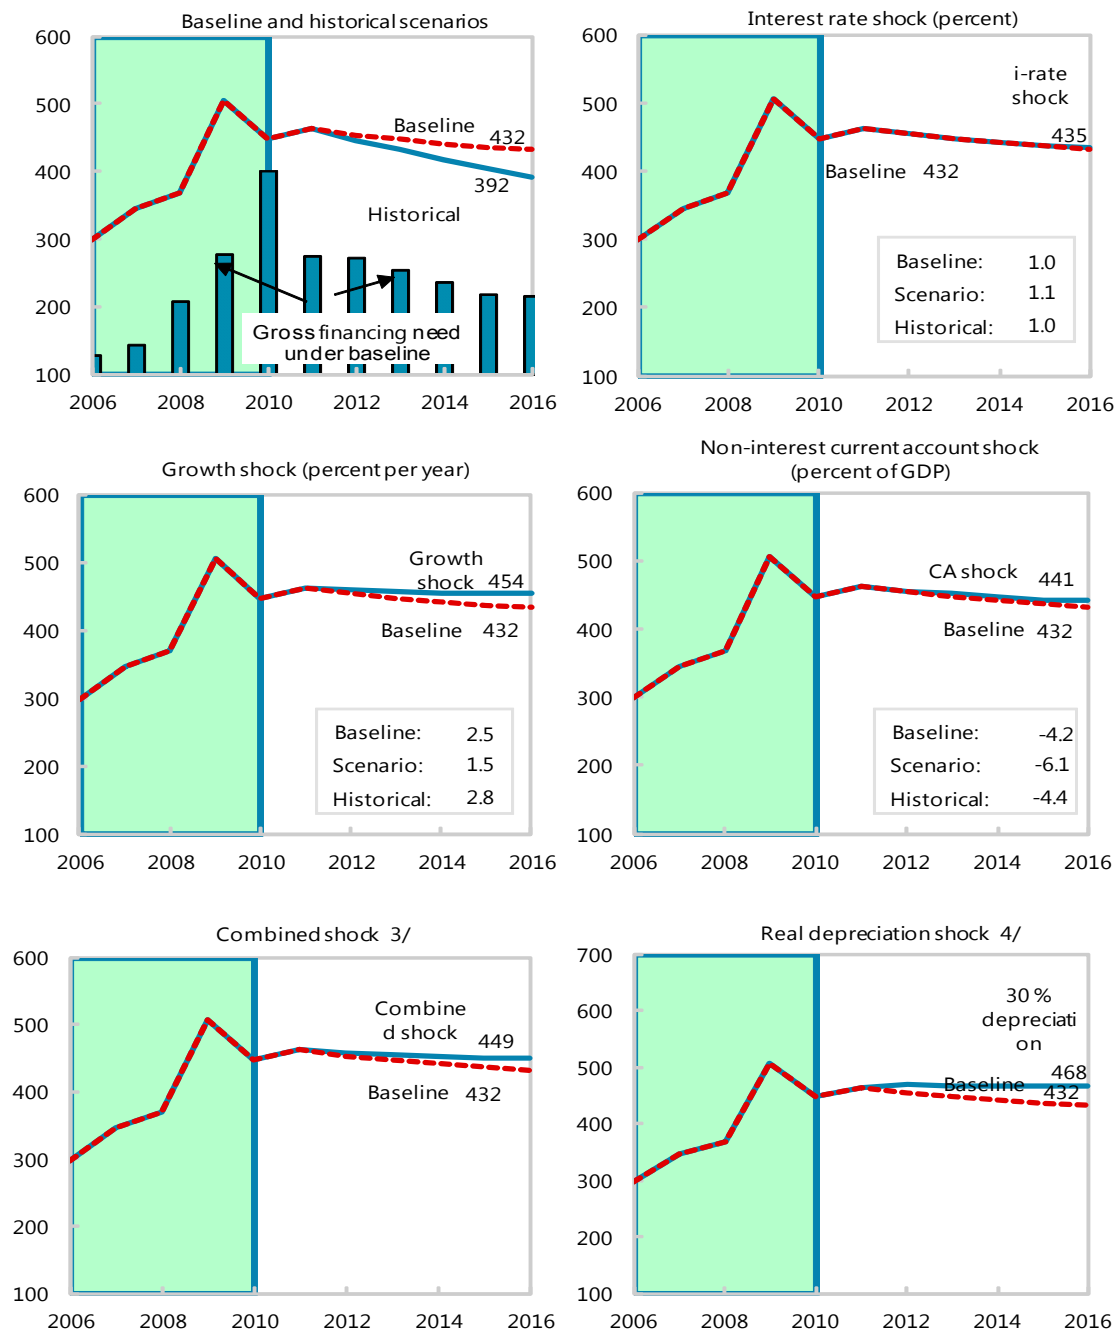 Baseline and historical scenarios
600
500
400
300
200
100
Baseline
432
392
Historical
Gross financing need
under baseline
2006 2008 2010 2012 2014 2016
Interest rate shock (percent)
600
500
400
300
200
100
i-rate
shock
435
Baseline 432
Baseline: 1.0
Scenario: 1.1
Historical: 1.0
2006 2008 2010 2012 2014 2016
Growth shock (percent per year)
600
500
400
300
200
100
Growth
shock 454
Baseline 432
Baseline: 2.5
Scenario: 1.5
Historical: 2.8
2006 2008 2010 2012 2014 2016
Non-interest current account shock
(percent of GDP)
600
500
400
300
200
100
CA shock 441
Baseline 432
Baseline: -4.2
Scenario: -6.1
Historical: -4.4
2006 2008 2010 2012 2014 2016
Combined shock 3/
600
500
400
300
200
100
Combine
d shock 449
Baseline 432
2006 2008 2010 2012 2014 2016
Real depreciation shock 4/
700
600
500
400
300
200
100
30 %
depreciati
on
468
Baseline 432
2006 2008 2010 2012 2014 2016